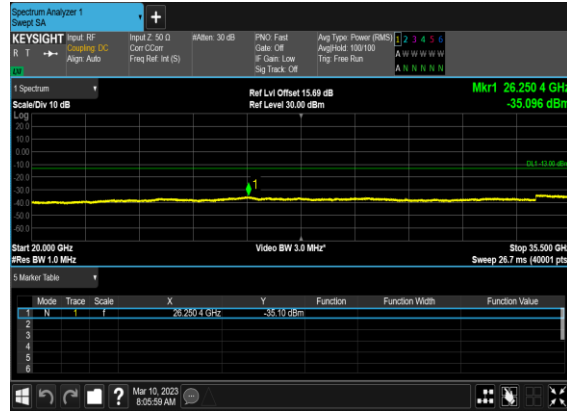 Spectrum Analyzer 1
Swept SA
+
KEYSIGHT Input: RF Input Z: 50 Ω #Atten: 30 dB PNO: Fast Avg Type: Power (RMS) 1 2 3 4 5 6
R T Coupling: DC Corr CCorr Gate: Off Avg|Hold: 100/100 A W W W W W
Align: Auto Freq Ref: Int (S) IF Gain: Low Trig: Free Run
Sig Track: Off A N N N N N
1 Spectrum Ref Lvl Offset 15.69 dB Mkr1 26.250 4 GHz
Scale/Div 10 dB Ref Level 30.00 dBm -35.096 dBm
Log
20.0
10.0
0.00
-10.0
DL1 -13.00 dBm
-20.0
1
-30.0
-40.0
-50.0
-60.0
Start 20.000 GHz Video BW 3.0 MHz* Stop 35.500 GHz
#Res BW 1.0 MHz Sweep 26.7 ms (40001 pts)
5 Marker Table
Mode Trace Scale X Y Function Function Width Function Value
1 N 1 f 26.250 4 GHz -35.10 dBm
2
3
4
5
6
? Mar 10, 2023
8:05:59 AM